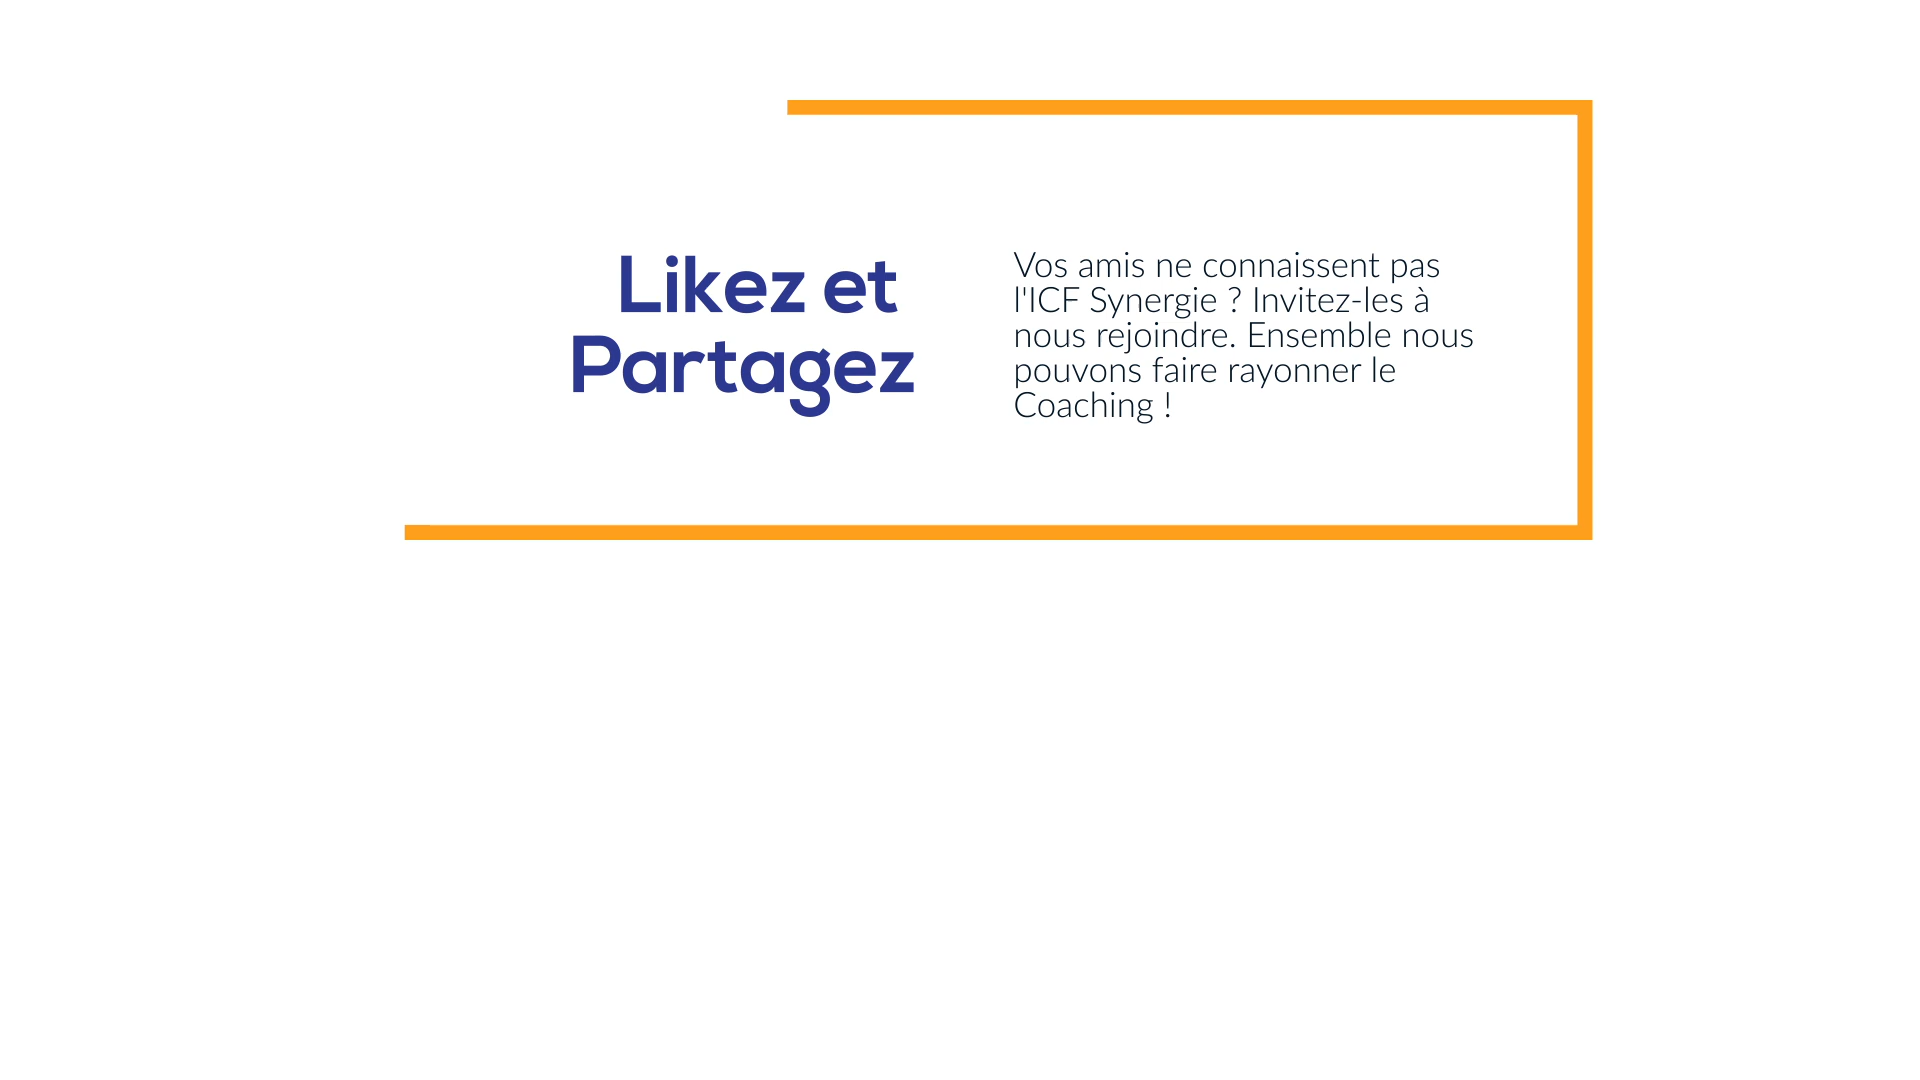 Likez et
Partagez
Vos amis ne connaissent pas
l'ICF Synergie ? Invitez-les à
nous rejoindre. Ensemble nous
pouvons faire rayonner le
Coaching !